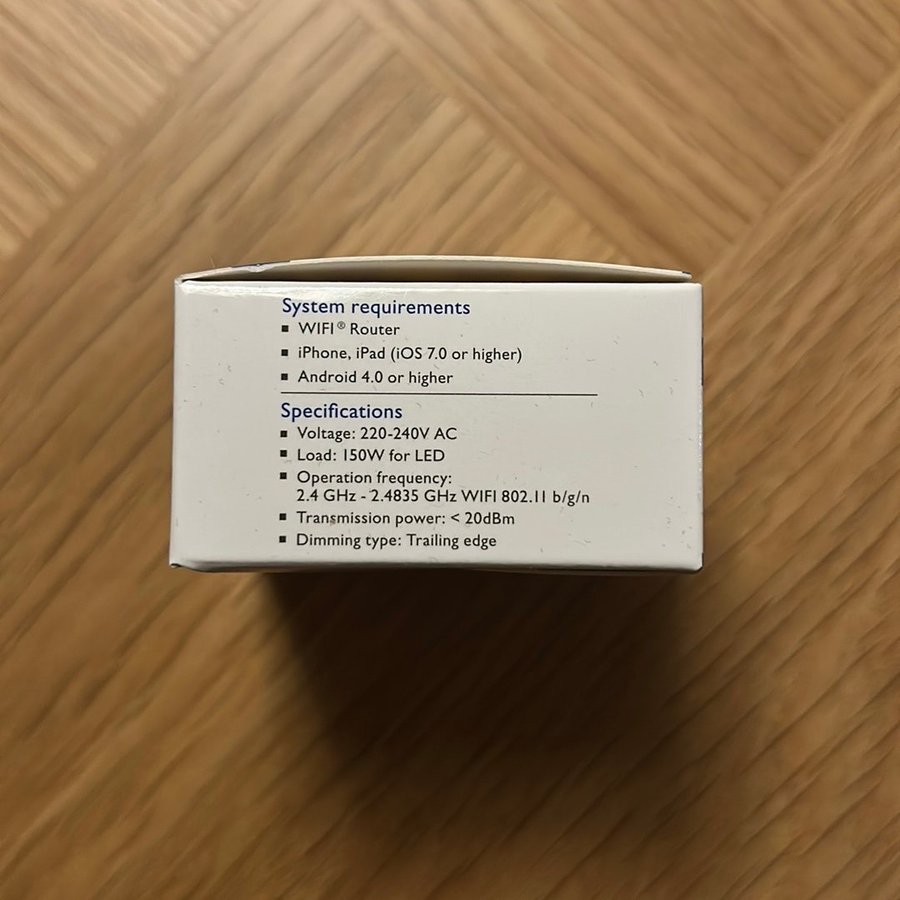 System requirements
▪ WIFI® Router
▪ iPhone, iPad (iOS 7.0 or higher)
▪ Android 4.0 or higher
Specifications
▪ Voltage: 220-240V AC
▪ Load: 150W for LED
▪ Operation frequency:
2.4 GHz - 2.4835 GHz WIFI 802.11 b/g/n
▪ Transmission power: < 20dBm
▪ Dimming type: Trailing edge